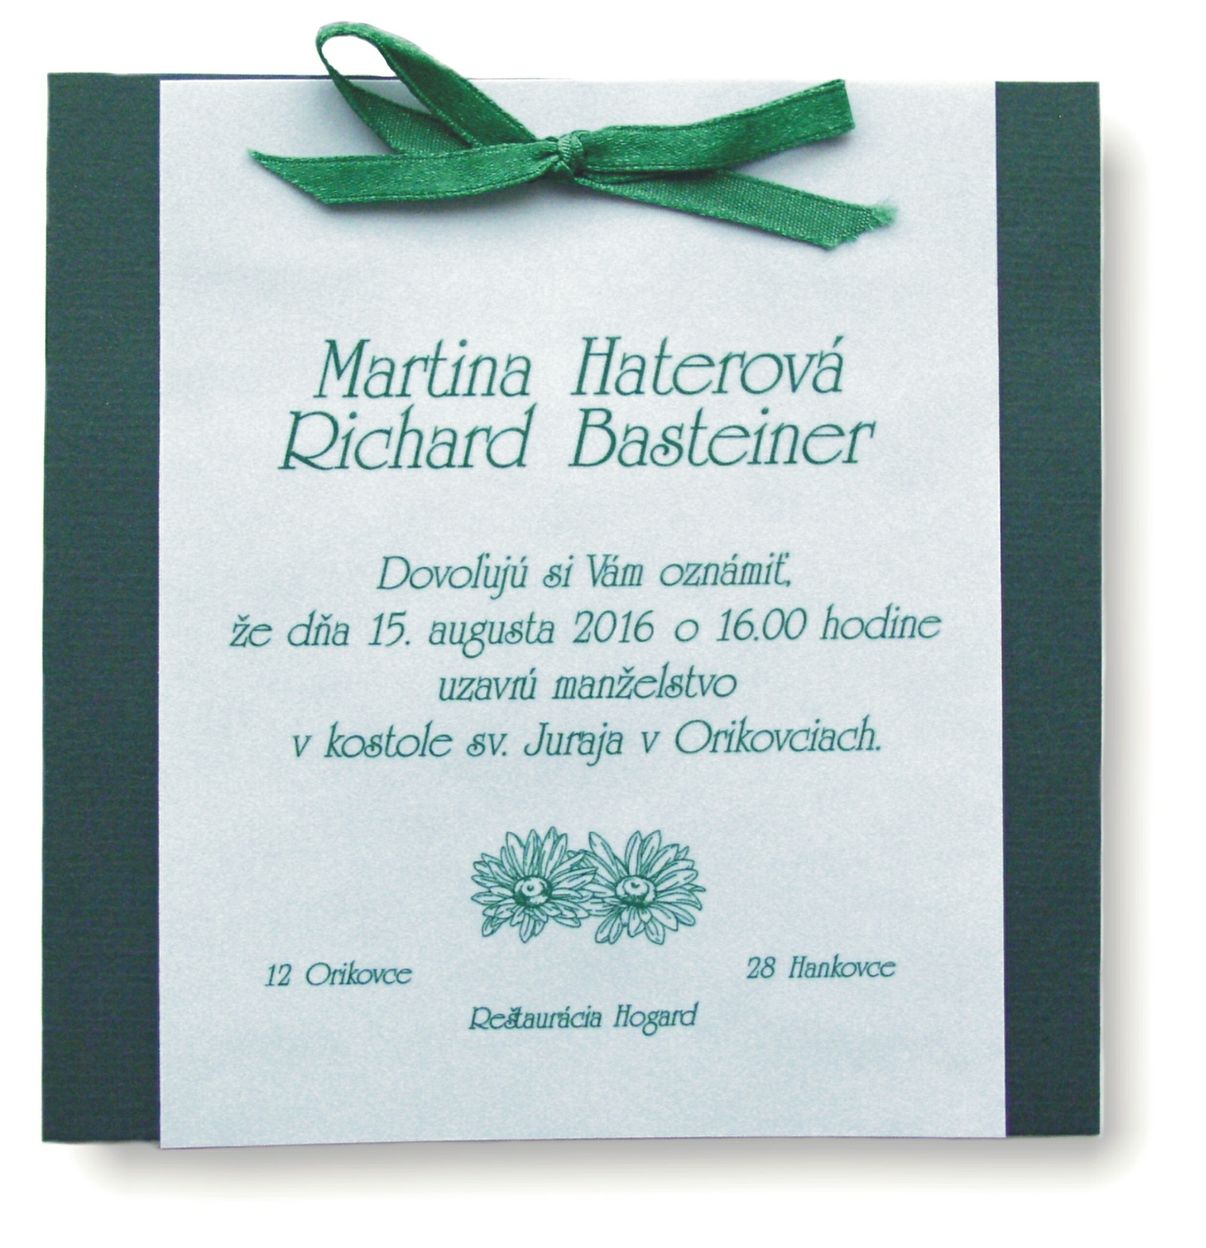 Martina Haterová
Richard Basteiner
Dovoľujú si Vám oznámiť,
že dňa 15. augusta 2016 o 16.00 hodine
uzavrú manželstvo
v kostole sv. Juraja v Orikovciach.
12 Orikovce
28 Hankovce
Reštaurácia Hogard